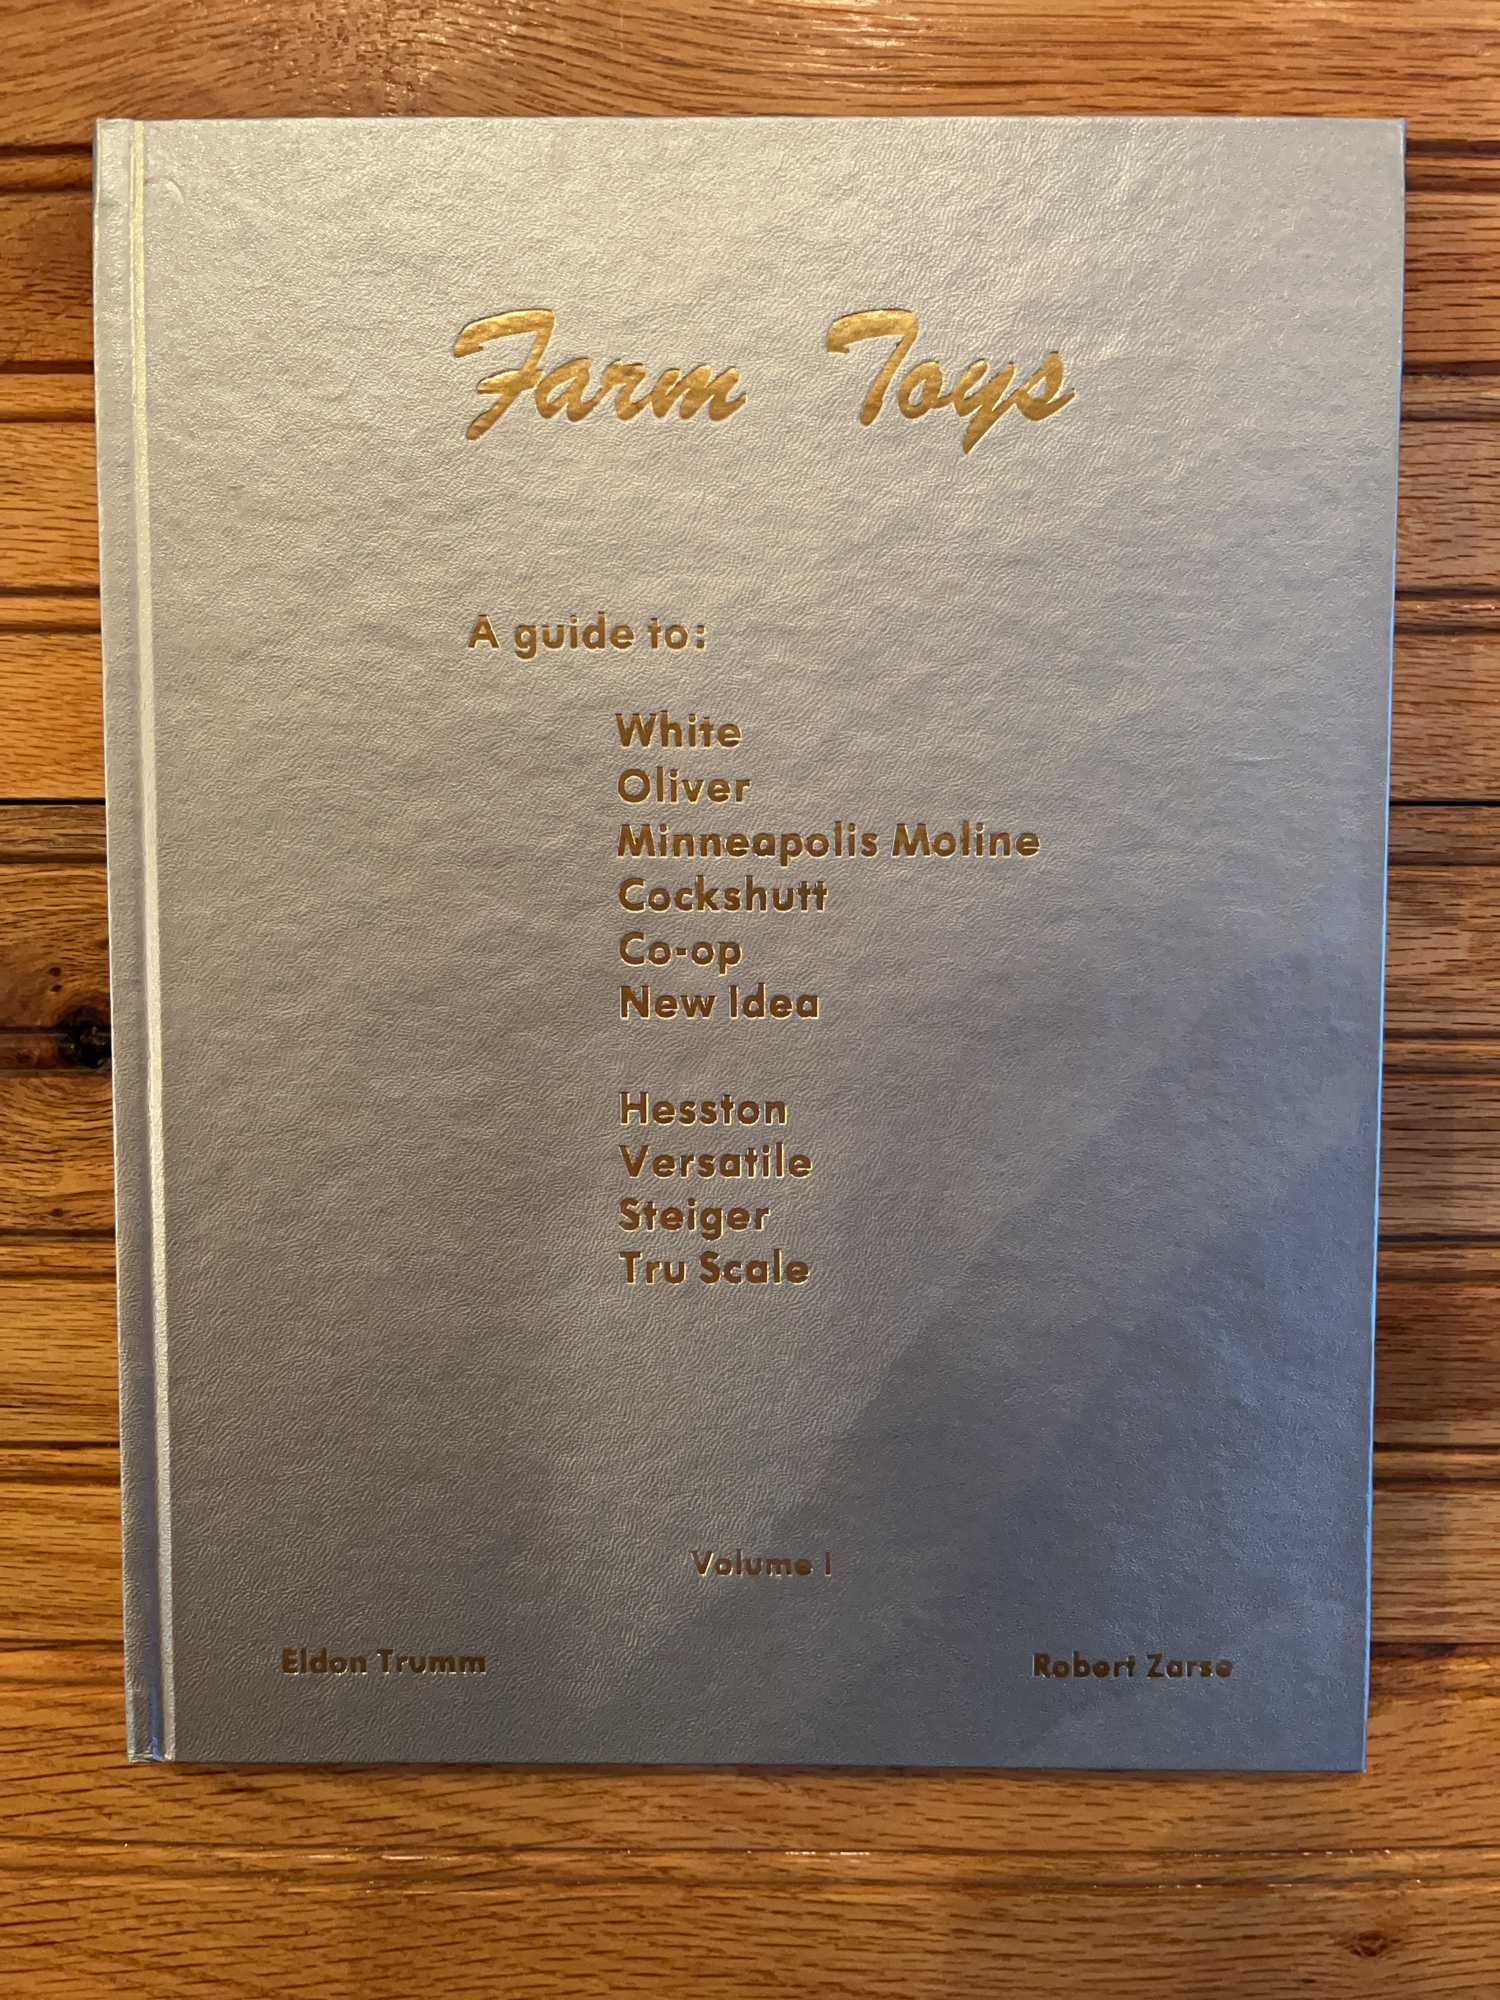 Farm Toys
A guide to:
White
Oliver
Minneapolis Moline
Cockshutt
Co-op
New Idea
Hesston
Versatile
Steiger
Tru Scale
Volume I
Eldon Trumm
Robert Zarse